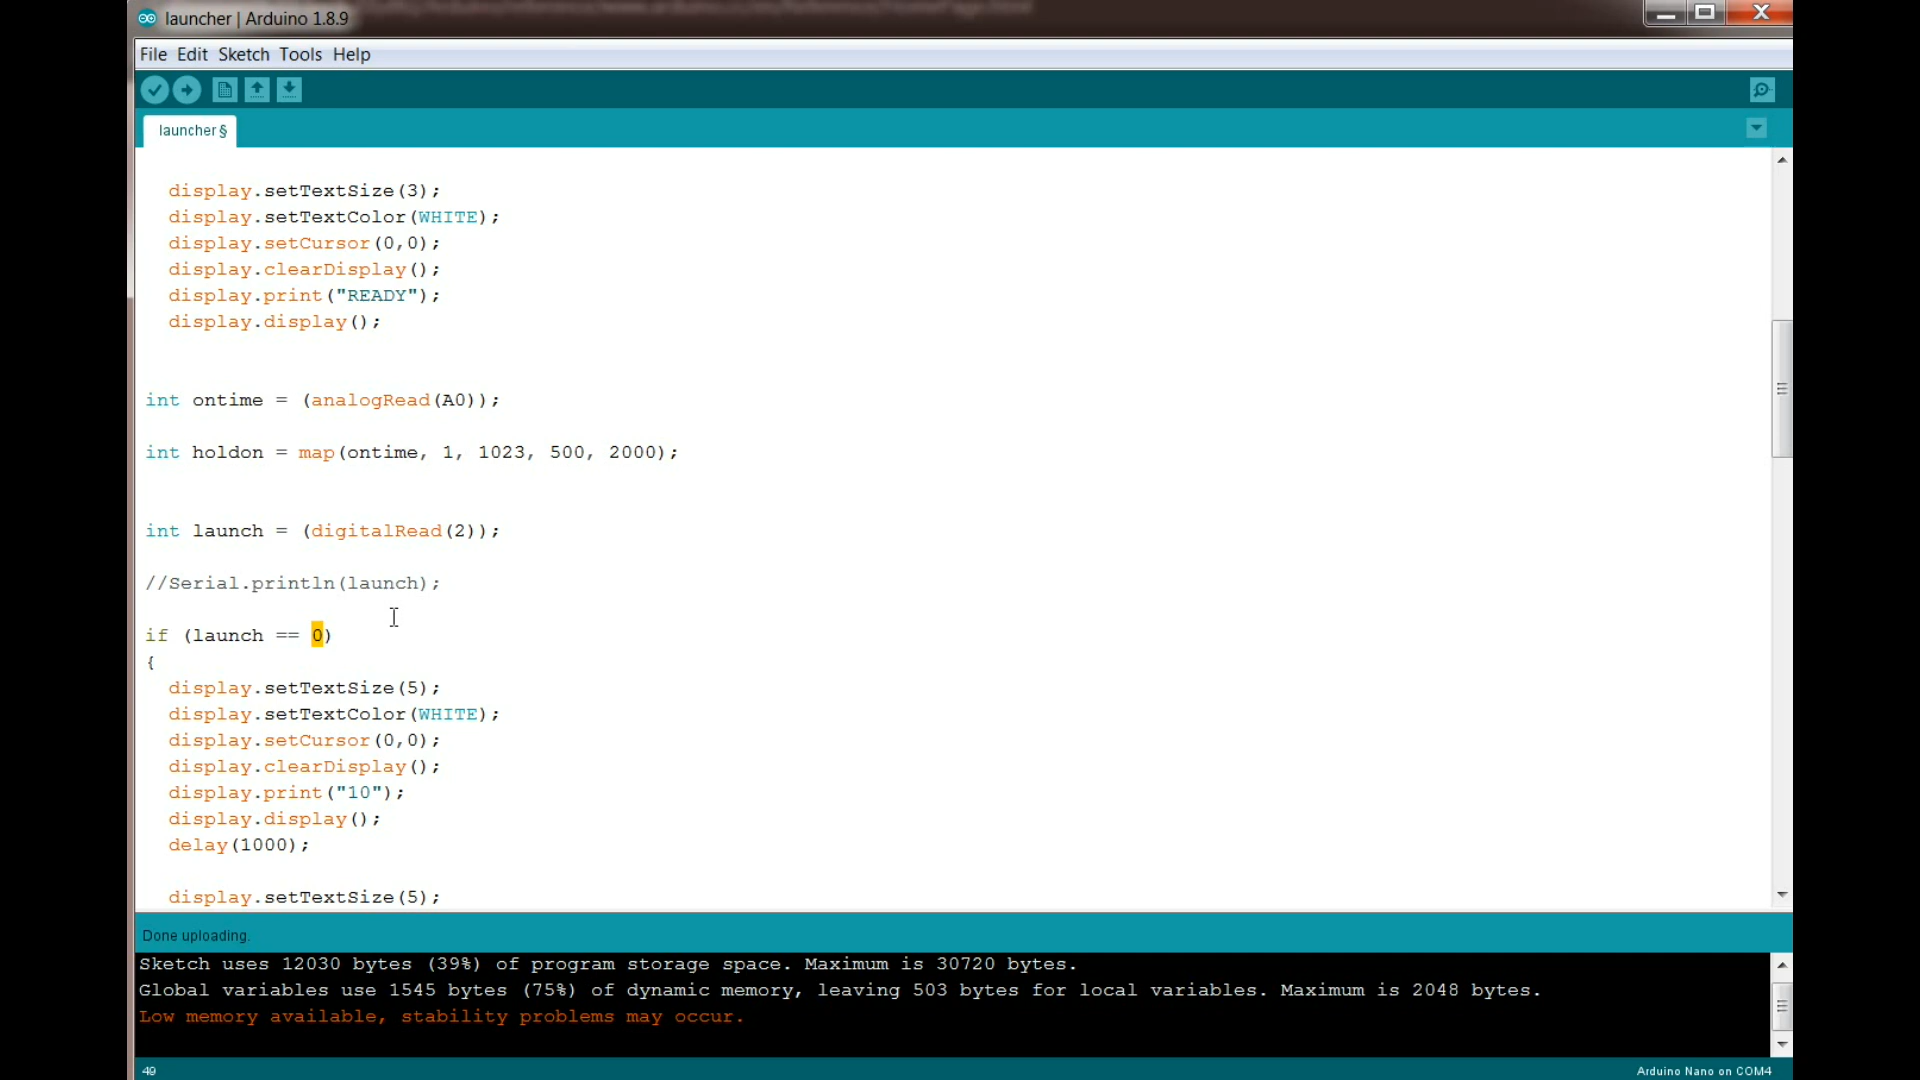 launcher | Arduino 1.8.9
File Edit Sketch Tools Help
launcher §
display.setTextSize(3);
display.setTextColor(WHITE);
display.setCursor(0,0);
display.clearDisplay();
display.print("READY");
display.display();
int ontime = (analogRead(A0));
int holdon = map(ontime, 1, 1023, 500, 2000);
int launch = (digitalRead(2));
//Serial.println(launch);
if (launch == 0)
{
display.setTextSize(5);
display.setTextColor(WHITE);
display.setCursor(0,0);
display.clearDisplay();
display.print("10");
display.display();
delay(1000);
display.setTextSize(5);
Done uploading.
Sketch uses 12030 bytes (39%) of program storage space. Maximum is 30720 bytes.
Global variables use 1545 bytes (75%) of dynamic memory, leaving 503 bytes for local variables. Maximum is 2048 bytes.
Low memory available, stability problems may occur.
49
Arduino Nano on COM4